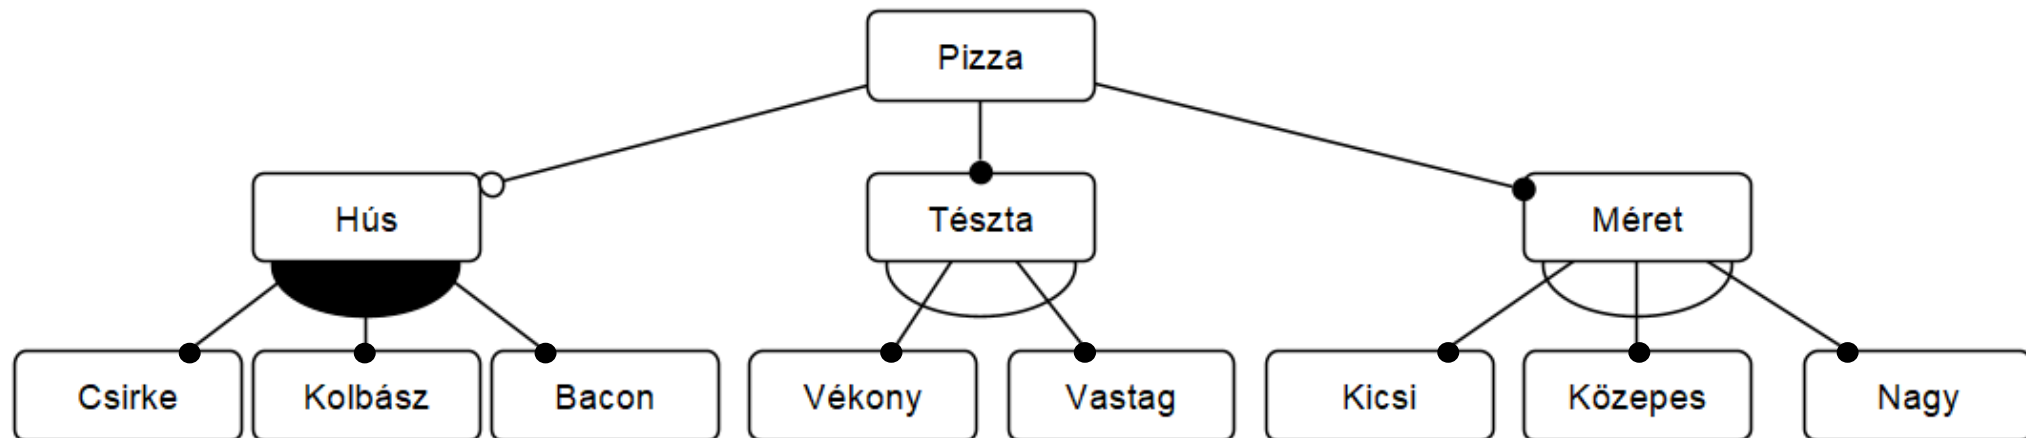 Pizza
Hús
Tészta
Méret
Csirke
Kolbász
Bacon
Vékony
Vastag
Kicsi
Közepes
Nagy